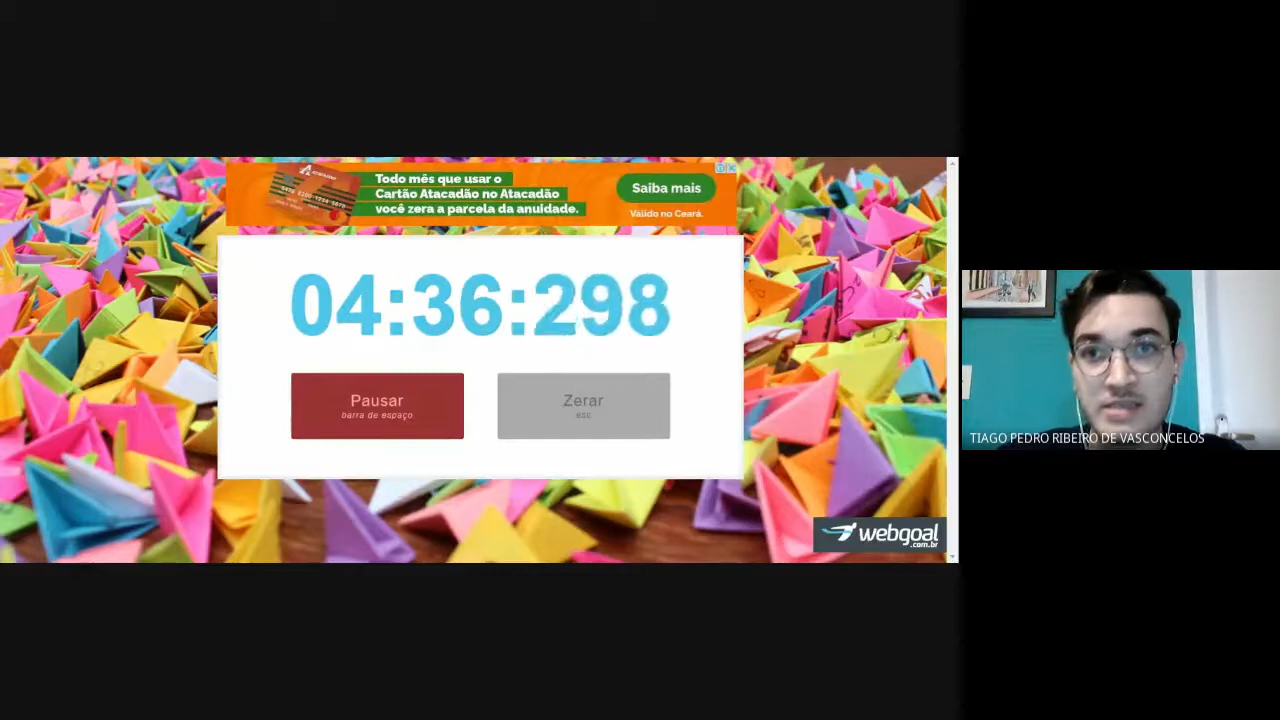 ATACADÃO
Todo mês que usar o
Cartão Atacadão no Atacadão
você zera a parcela da anuidade.
Saiba mais
Válido no Ceará.
04:36:298
Pausar
barra de espaço
Zerar
esc
webgoal
.com.br
TIAGO PEDRO RIBEIRO DE VASCONCELOS